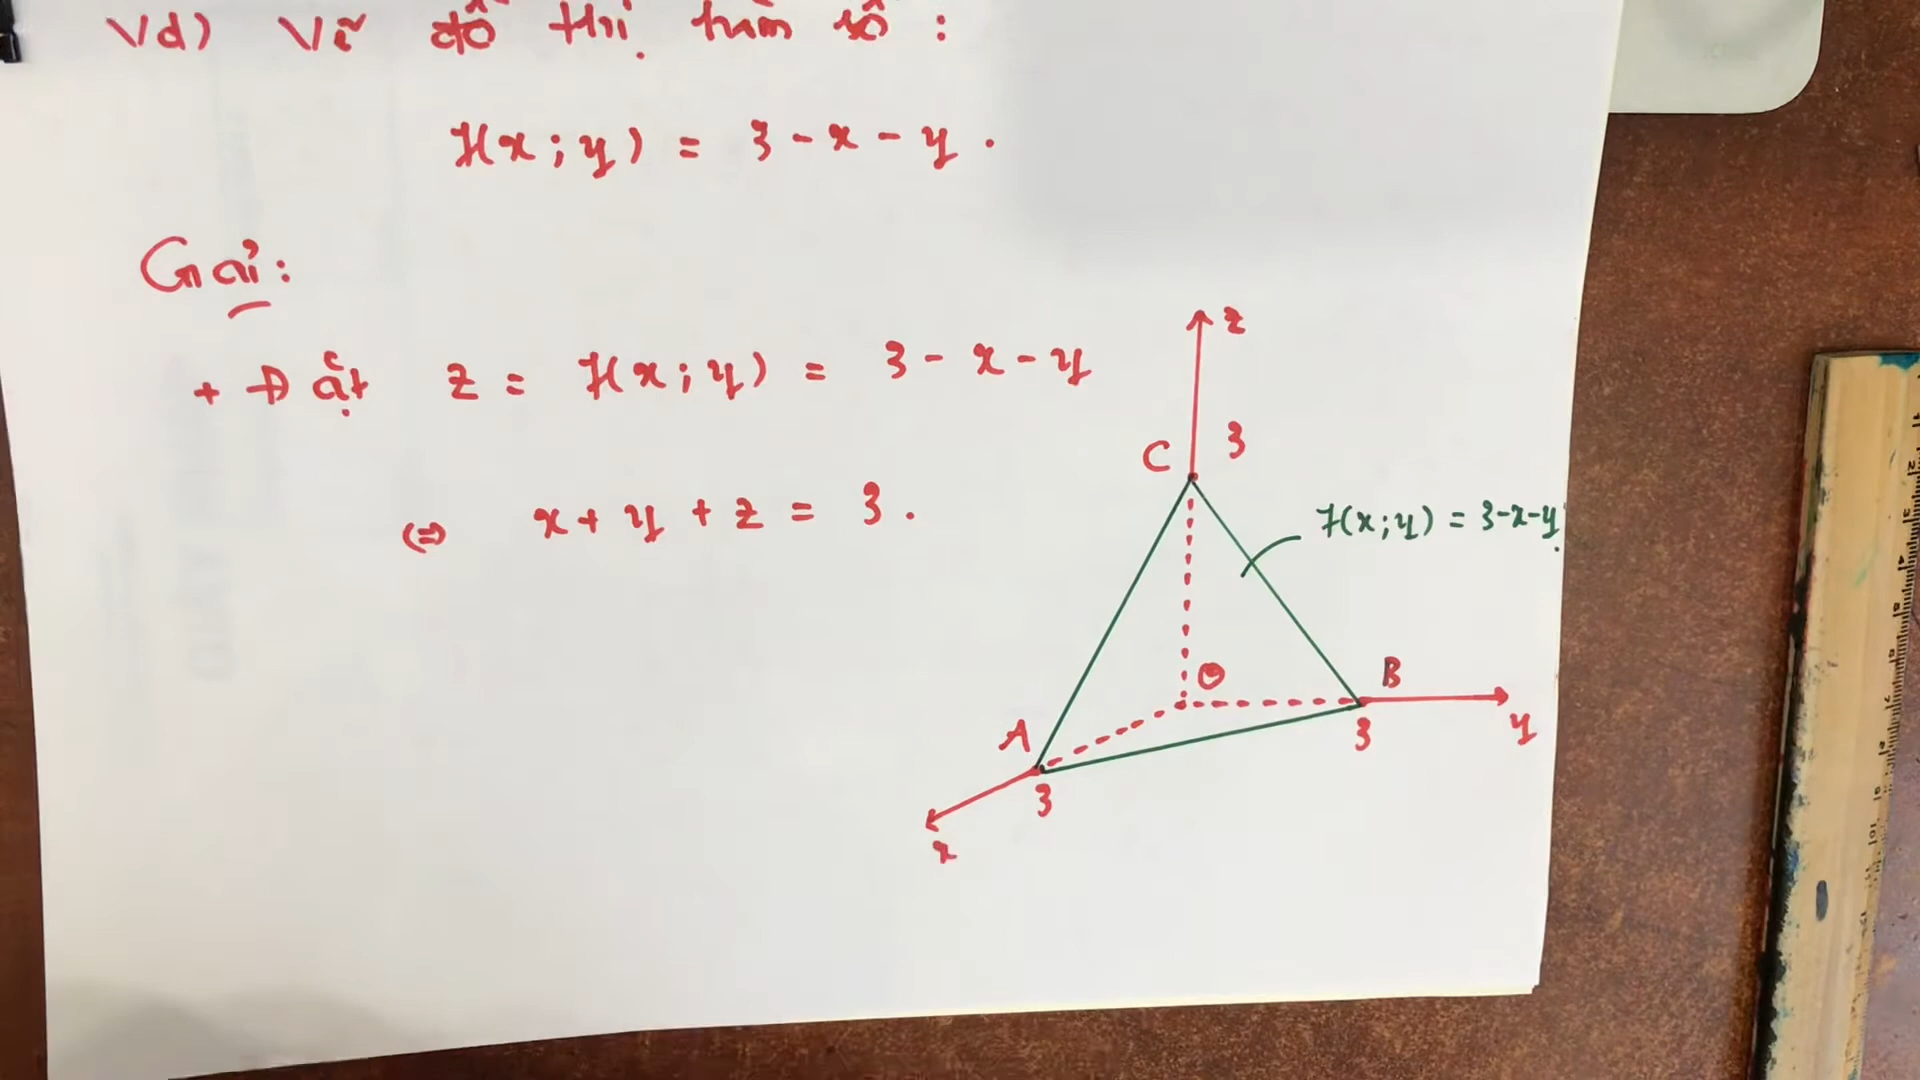 Vd) Vẽ đồ thị hàm số :
f(x ; y) = 3 - x - y .
Giải :
+ Đặt z = f(x ; y) = 3 - x - y
⇔ x + y + z = 3 .
z
C 3
f(x ; y) = 3-x-y.
O
B
A
3
y
3
x